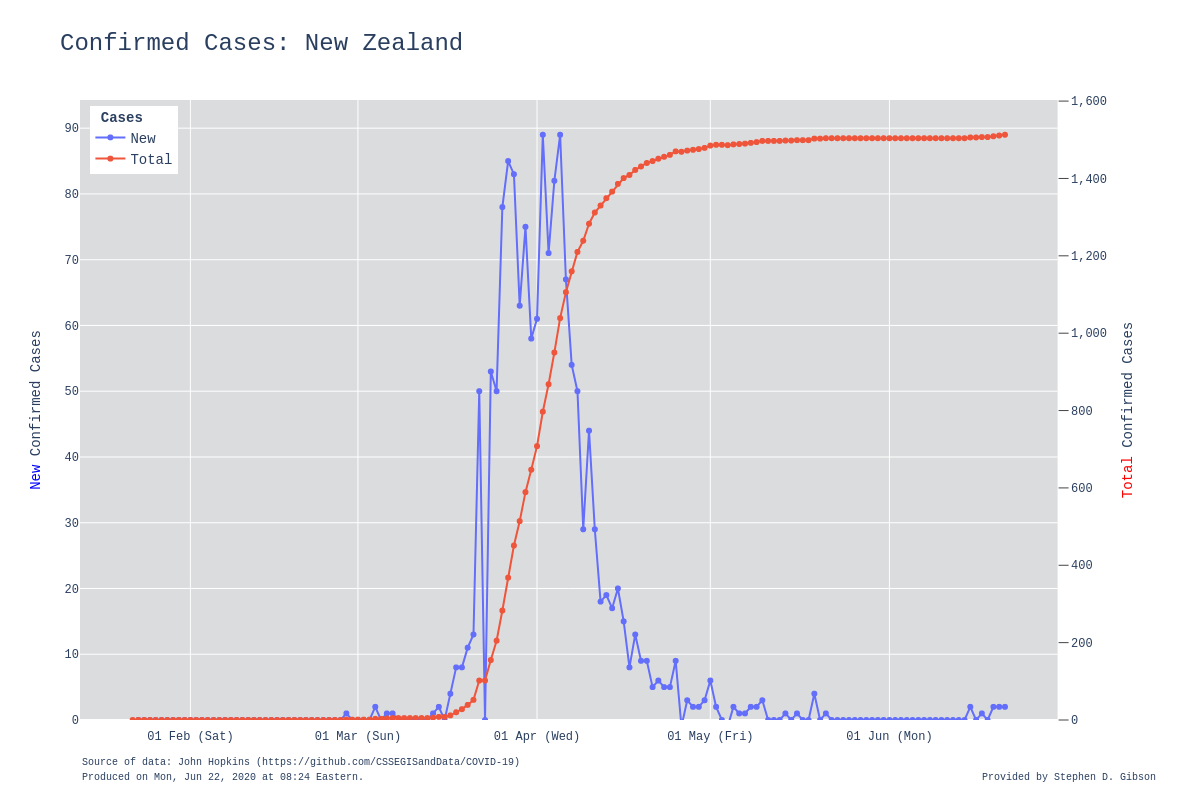 Confirmed Cases: New Zealand
Cases
New
Total
90
80
70
60
50
40
30
20
10
0
New Confirmed Cases
1,600
1,400
1,200
1,000
800
600
400
200
0
Total Confirmed Cases
01 Feb (Sat)
01 Mar (Sun)
01 Apr (Wed)
01 May (Fri)
01 Jun (Mon)
Source of data: John Hopkins (https://github.com/CSSEGISandData/COVID-19)
Produced on Mon, Jun 22, 2020 at 08:24 Eastern.
Provided by Stephen D. Gibson